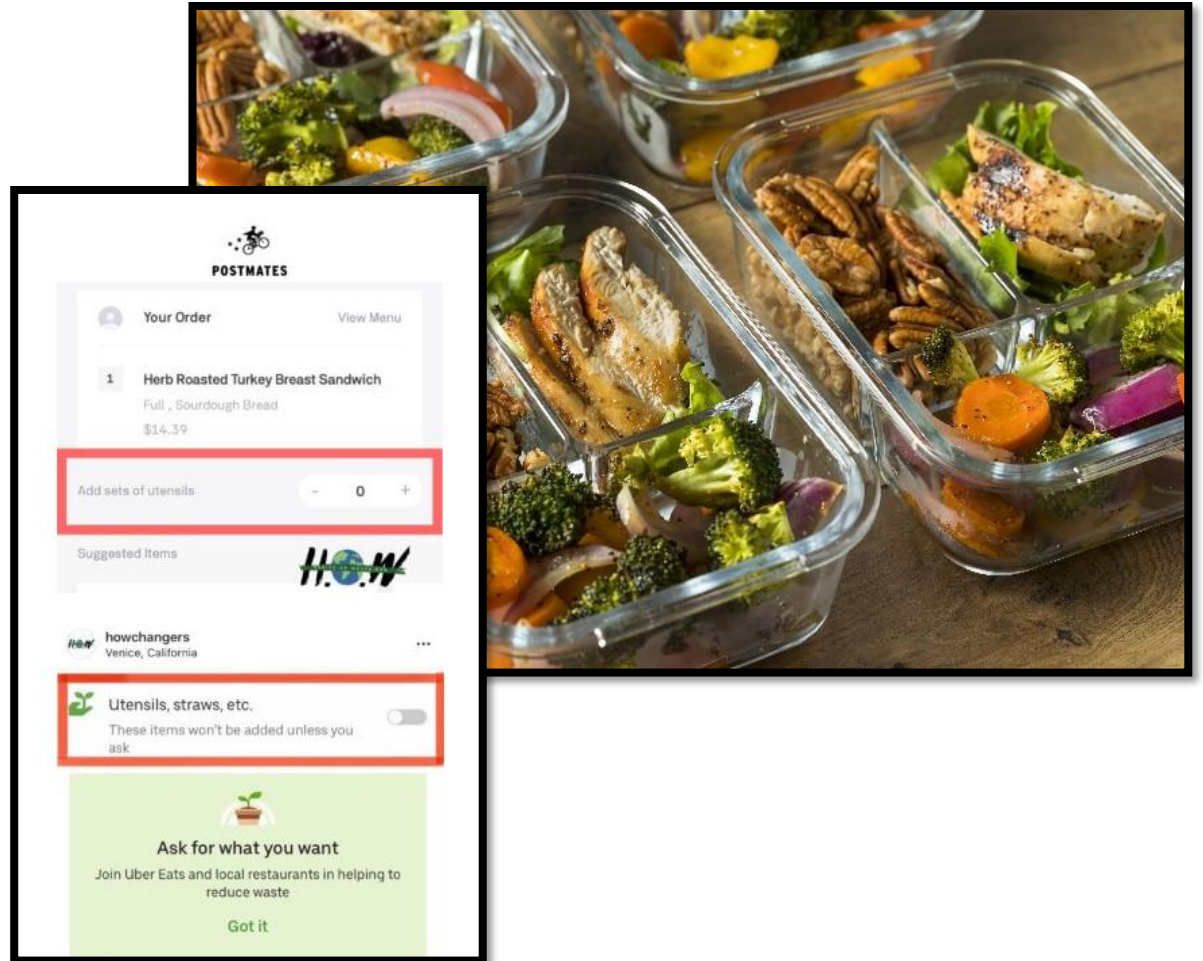 POSTMATES
Your Order View Menu
1 Herb Roasted Turkey Breast Sandwich
Full , Sourdough Bread
$14.39
Add sets of utensils - 0 +
Suggested Items
H.O.W
howchangers
Venice, California
Utensils, straws, etc.
These items won't be added unless you
ask
Ask for what you want
Join Uber Eats and local restaurants in helping to
reduce waste
Got it